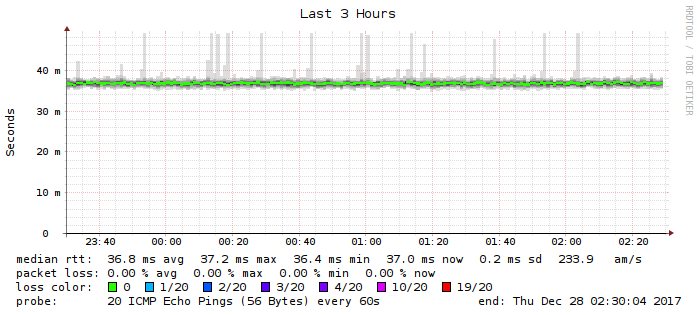 Last 3 Hours
RRDTOOL / TOBI OETIKER
Seconds
40 m
30 m
20 m
10 m
0
23:40 00:00 00:20 00:40 01:00 01:20 01:40 02:00 02:20
median rtt: 36.8 ms avg 37.2 ms max 36.4 ms min 37.0 ms now 0.2 ms sd 233.9 am/s
packet loss: 0.00 % avg 0.00 % max 0.00 % min 0.00 % now
loss color: 0 1/20 2/20 3/20 4/20 10/20 19/20
probe: 20 ICMP Echo Pings (56 Bytes) every 60s end: Thu Dec 28 02:30:04 2017